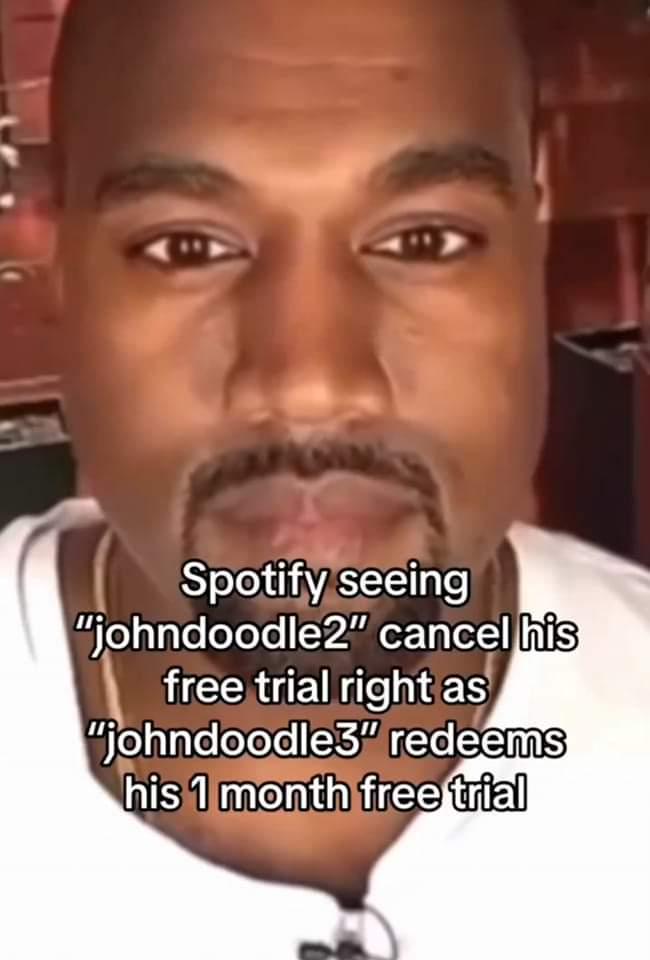 Spotify seeing
“johndoodle2” cancel his
free trial right as
“johndoodle3” redeems
his 1 month free trial